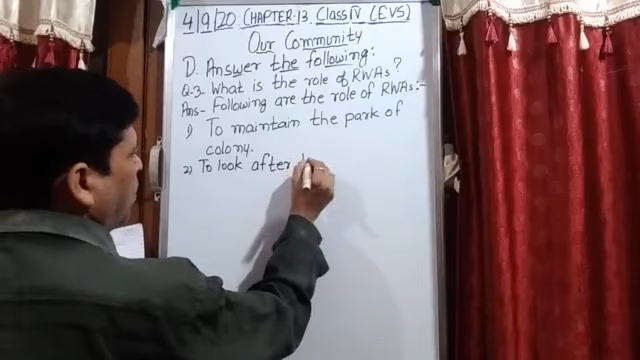 4/9/20 CHAPTER-13. Class IV (EVS)
Our Community
D. Answer the following:
Q.3- What is the role of RWAs?
Ans- Following are the role of RWAs:-
1) To maintain the park of
colony.
2) To look after